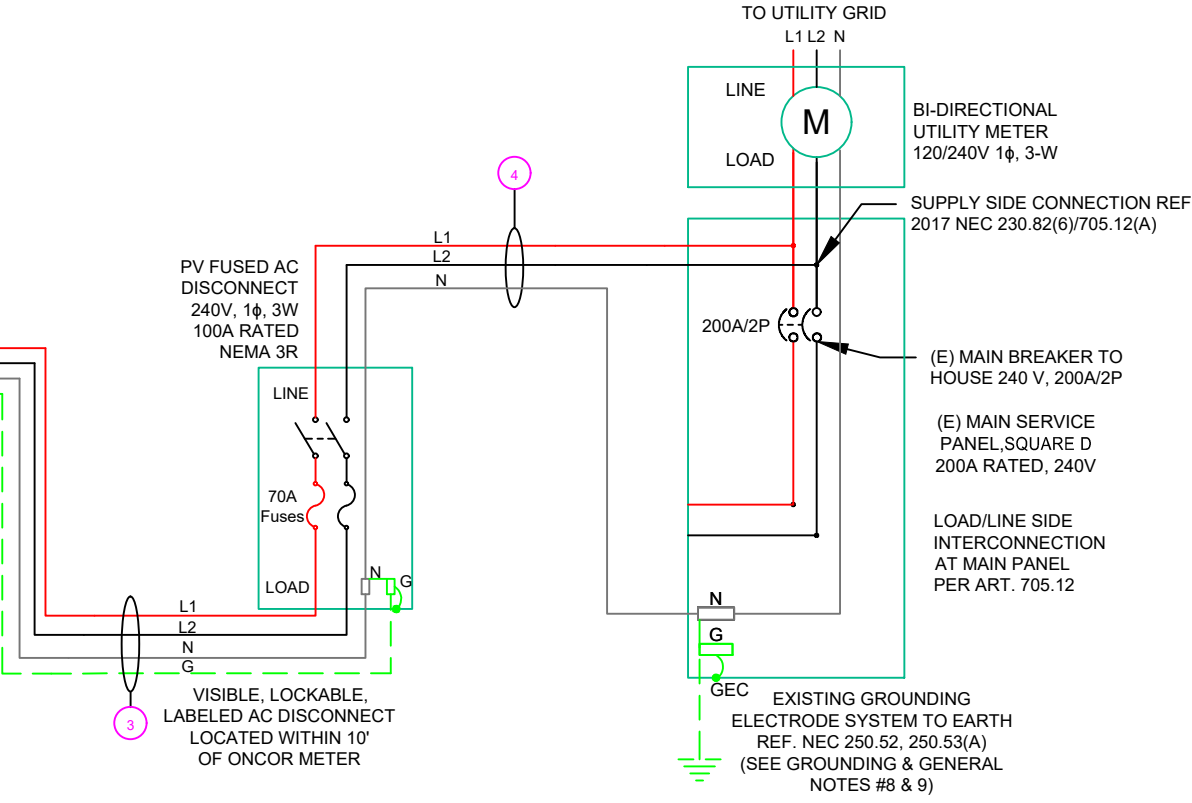 TO UTILITY GRID
L1 L2 N
LINE
M
LOAD
BI-DIRECTIONAL
UTILITY METER
120/240V 1ϕ, 3-W
4
SUPPLY SIDE CONNECTION REF
2017 NEC 230.82(6)/705.12(A)
L1
L2
N
PV FUSED AC
DISCONNECT
240V, 1ϕ, 3W
100A RATED
NEMA 3R
200A/2P
(E) MAIN BREAKER TO
HOUSE 240 V, 200A/2P
(E) MAIN SERVICE
PANEL,SQUARE D
200A RATED, 240V
LINE
70A
Fuses
LOAD
N
G
LOAD/LINE SIDE
INTERCONNECTION
AT MAIN PANEL
PER ART. 705.12
L1
L2
N
G
3
VISIBLE, LOCKABLE,
LABELED AC DISCONNECT
LOCATED WITHIN 10'
OF ONCOR METER
N
G
GEC
EXISTING GROUNDING
ELECTRODE SYSTEM TO EARTH
REF. NEC 250.52, 250.53(A)
(SEE GROUNDING & GENERAL
NOTES #8 & 9)